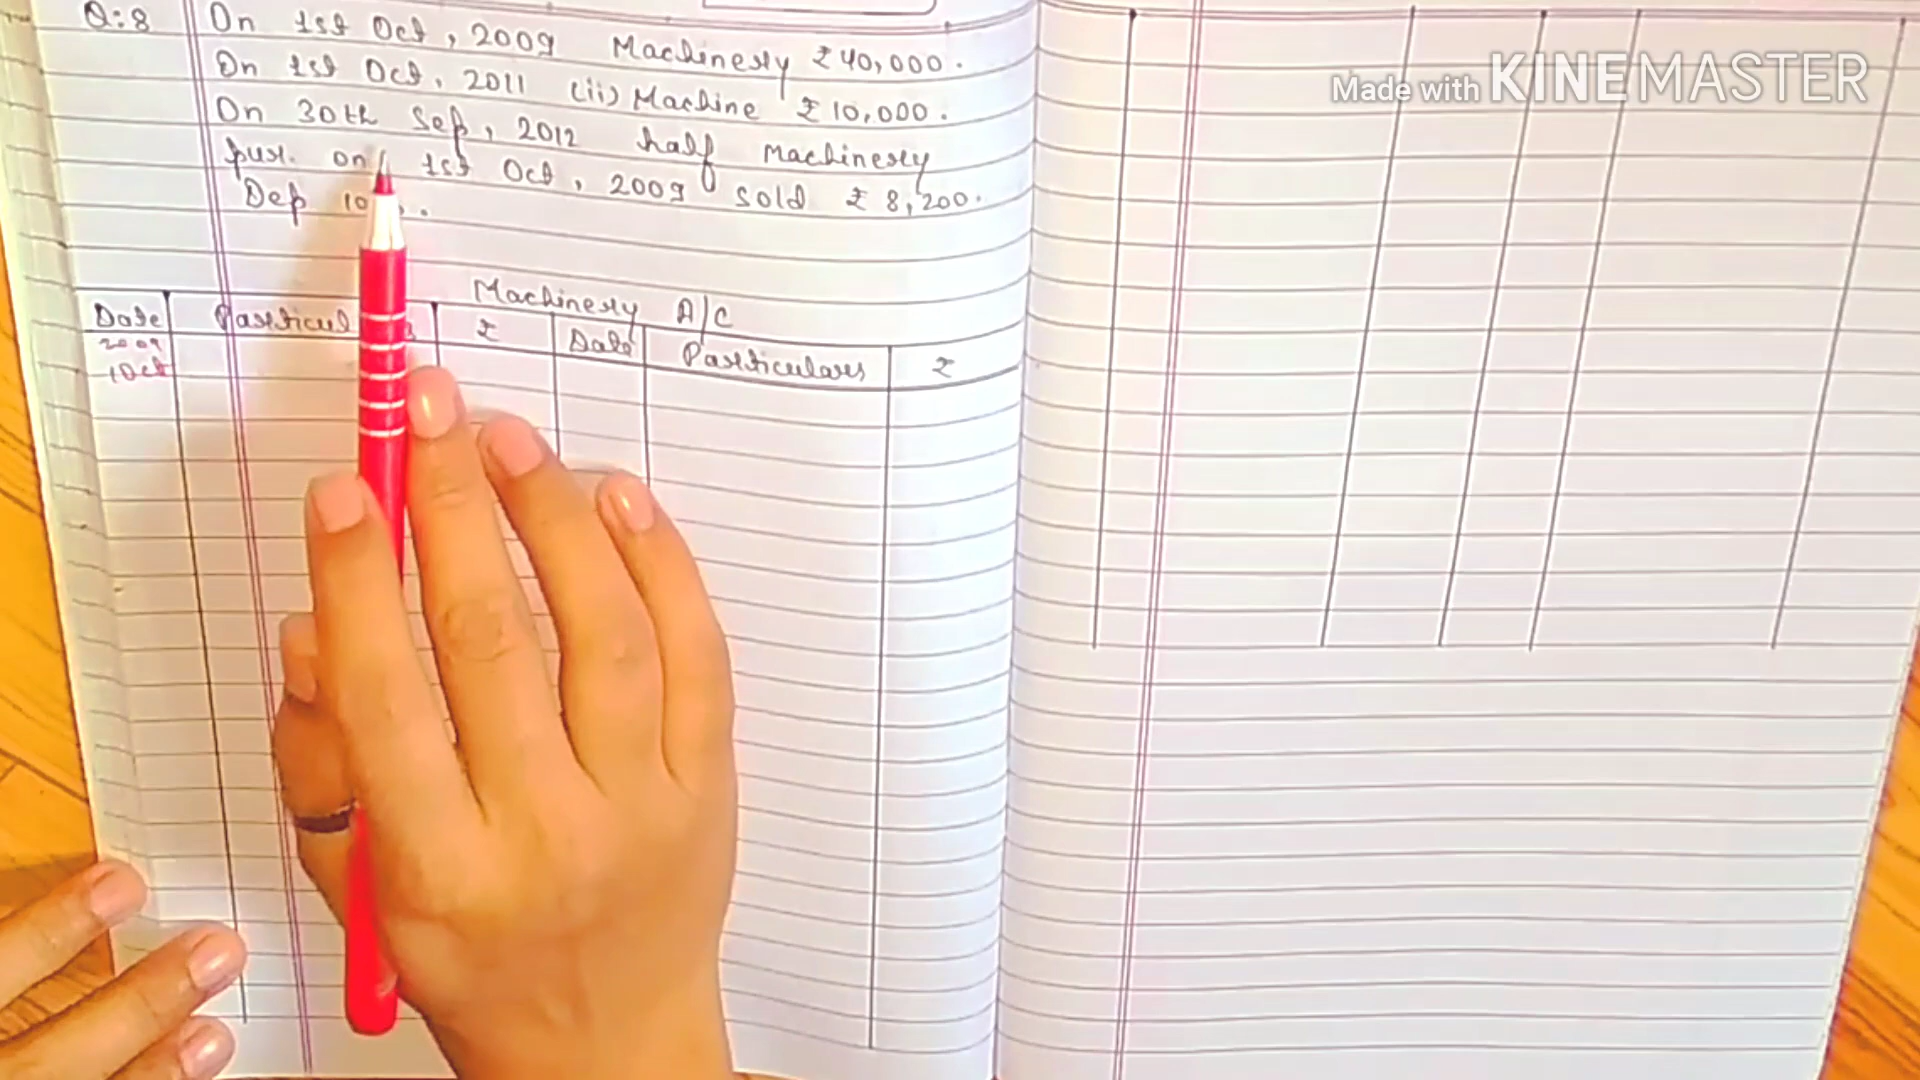 Q:8 On 1st Oct, 2009 Machinery ₹ 40,000.
On 1st Oct, 2011 (ii) Machine ₹ 10,000.
On 30th Sep, 2012 half Machinery
pur. on 1st Oct, 2009 sold ₹ 8,200.
Dep 10
Machinery A/C
Date Particul ₹ Date Particulars ₹
2009
1 Oct
Made with KINEMASTER